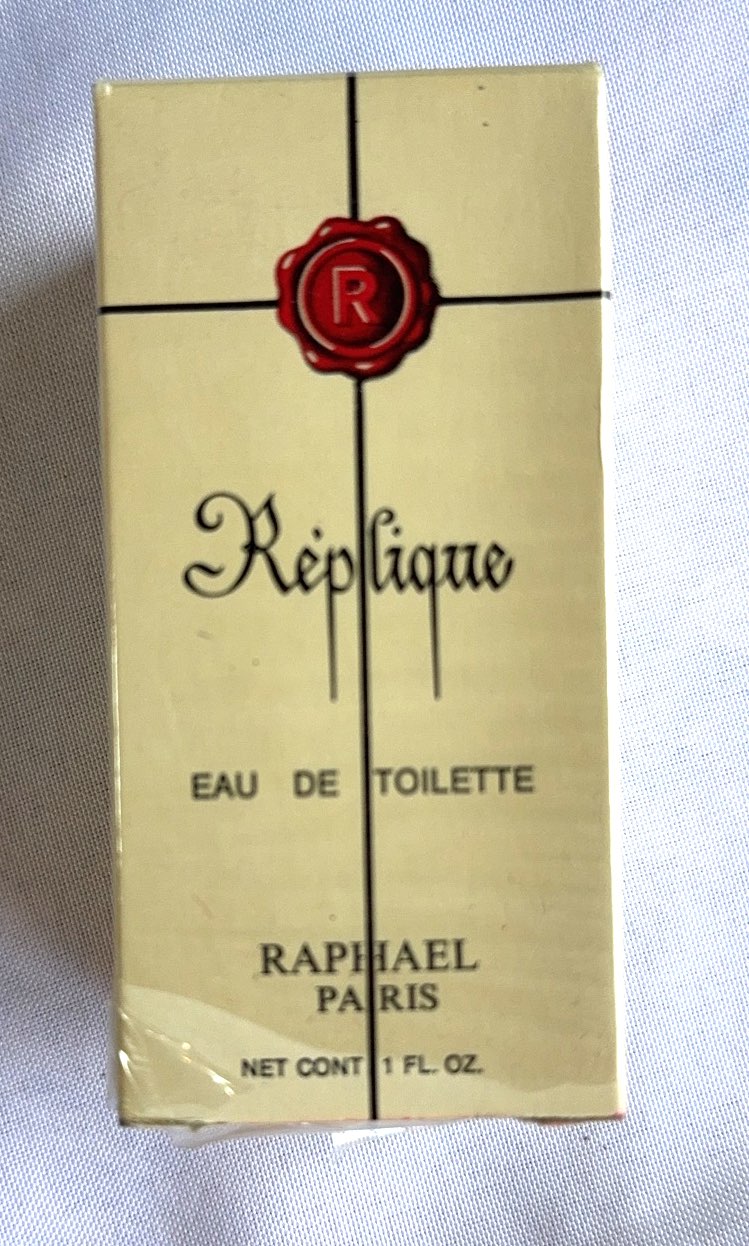 R
Réplique
EAU DE TOILETTE
RAPHAEL
PARIS
NET CONT 1 FL. OZ.